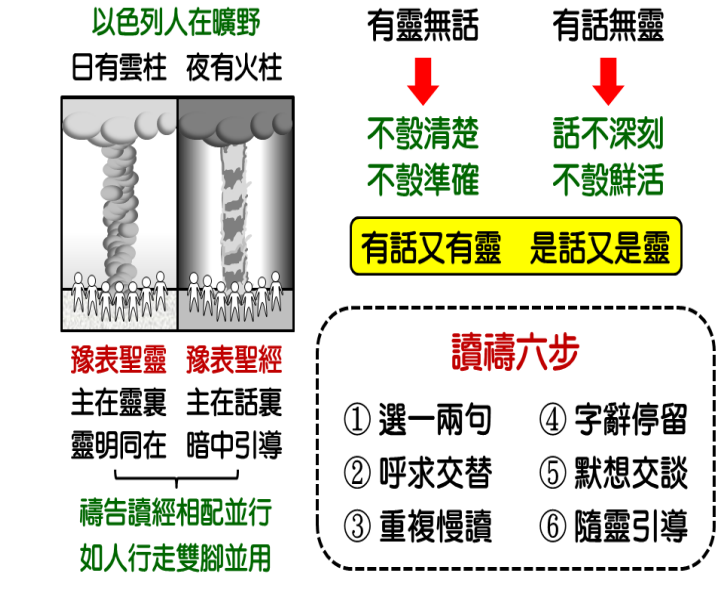 以色列人在曠野
日有雲柱 夜有火柱
豫表聖靈 豫表聖經
主在靈裏 主在話裏
靈明同在 暗中引導
禱告讀經相配並行
如人行走雙腳並用
有靈無話 有話無靈
不彀清楚 話不深刻
不彀準確 不彀鮮活
有話又有靈 是話又是靈
讀禱六步
① 選一兩句 ④ 字辭停留
② 呼求交替 ⑤ 默想交談
③ 重複慢讀 ⑥ 隨靈引導